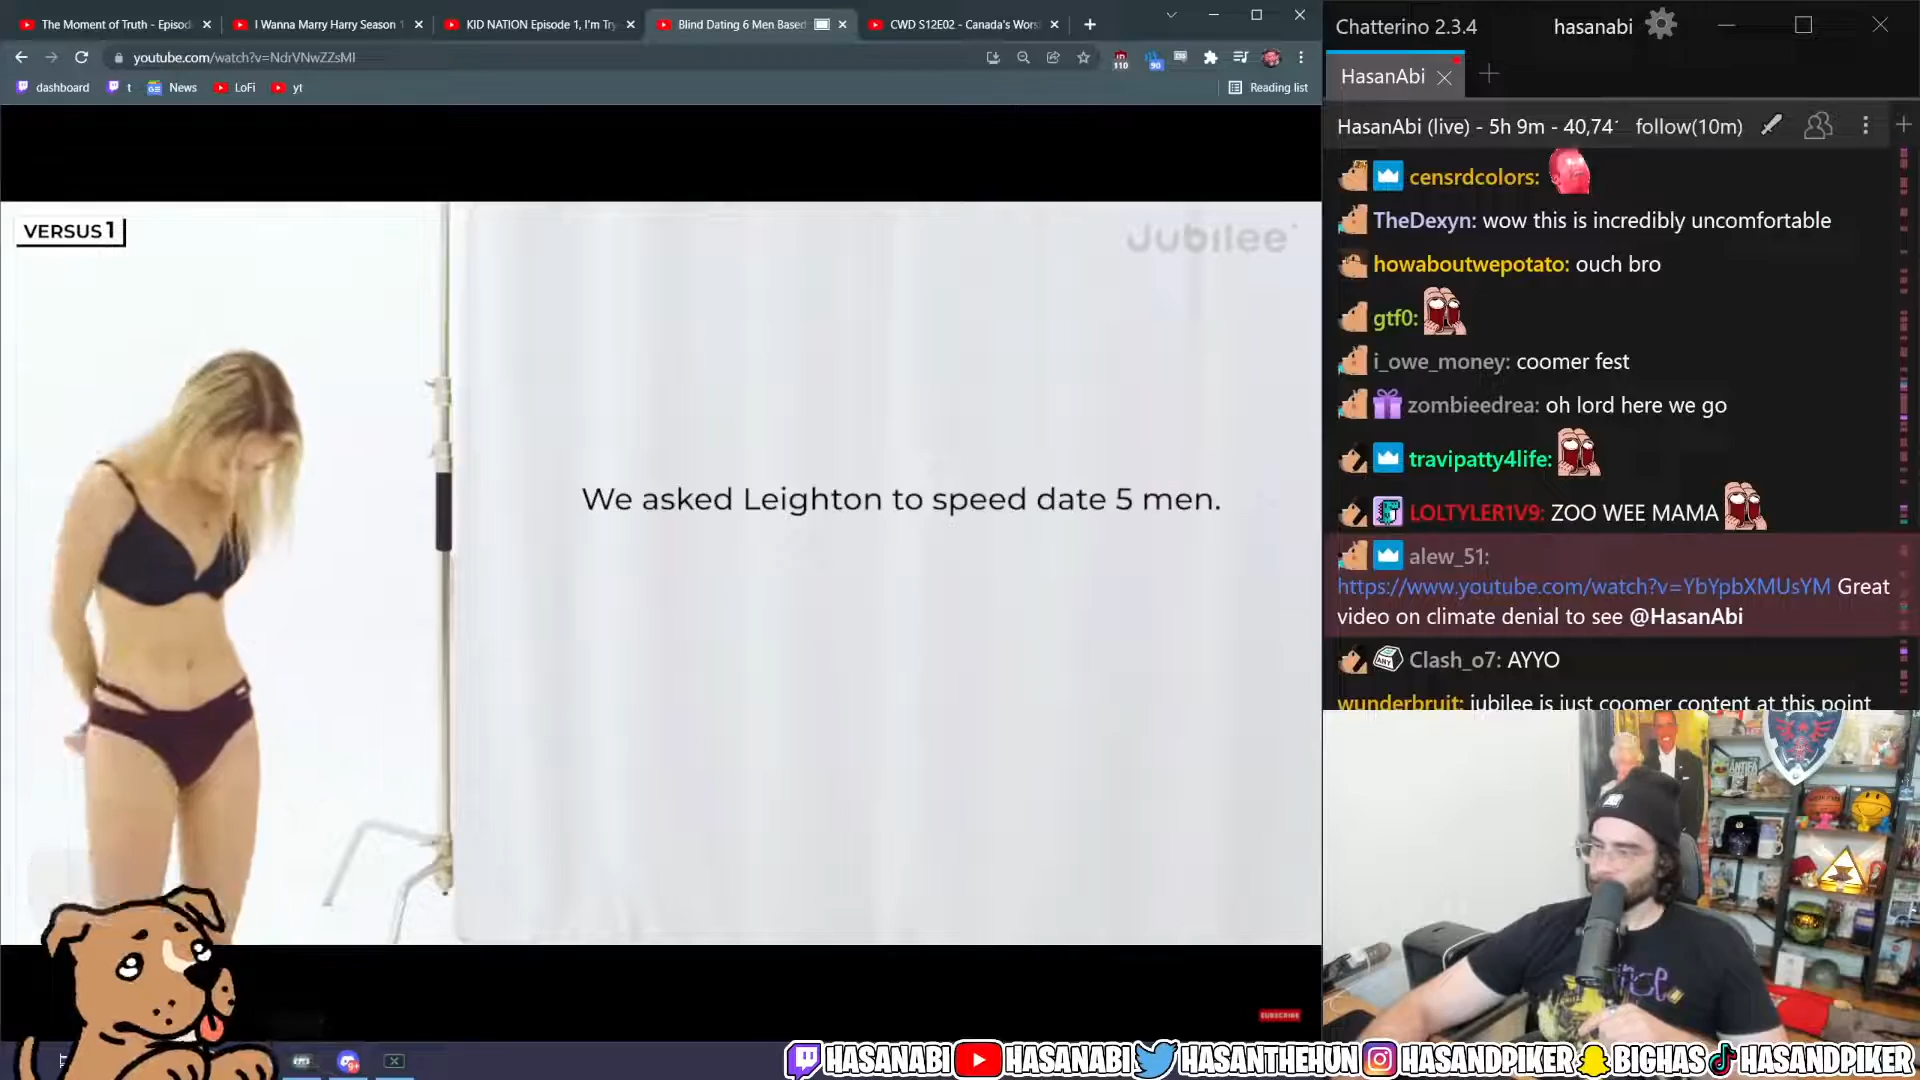 The Moment of Truth - Episod
I Wanna Marry Harry Season 1
KID NATION Episode 1, I'm Try
Blind Dating 6 Men Based
CWD S12E02 - Canada's Wors
youtube.com/watch?v=NdrVNwZZsMI
110
90
dashboard
t
News
LoFi
yt
Reading list
VERSUS 1
Jubilee
We asked Leighton to speed date 5 men.
SUBSCRIBE
Chatterino 2.3.4
hasanabi
HasanAbi
HasanAbi (live) - 5h 9m - 40,74
follow(10m)
censrdcolors:
TheDexyn: wow this is incredibly uncomfortable
howaboutwepotato: ouch bro
gtf0:
i_owe_money: coomer fest
zombieedrea: oh lord here we go
travipatty4life:
LOLTYLER1V9: ZOO WEE MAMA
alew_51:
https://www.youtube.com/watch?v=YbYpbXMUsYM Great
video on climate denial to see @HasanAbi
Clash_o7: AYYO
wunderbruit: jubilee is just coomer content at this point
ANTIFA
HASANABI
HASANABI
HASANTHEHUN
HASANDPIKER
BIGHAS
HASANDPIKER